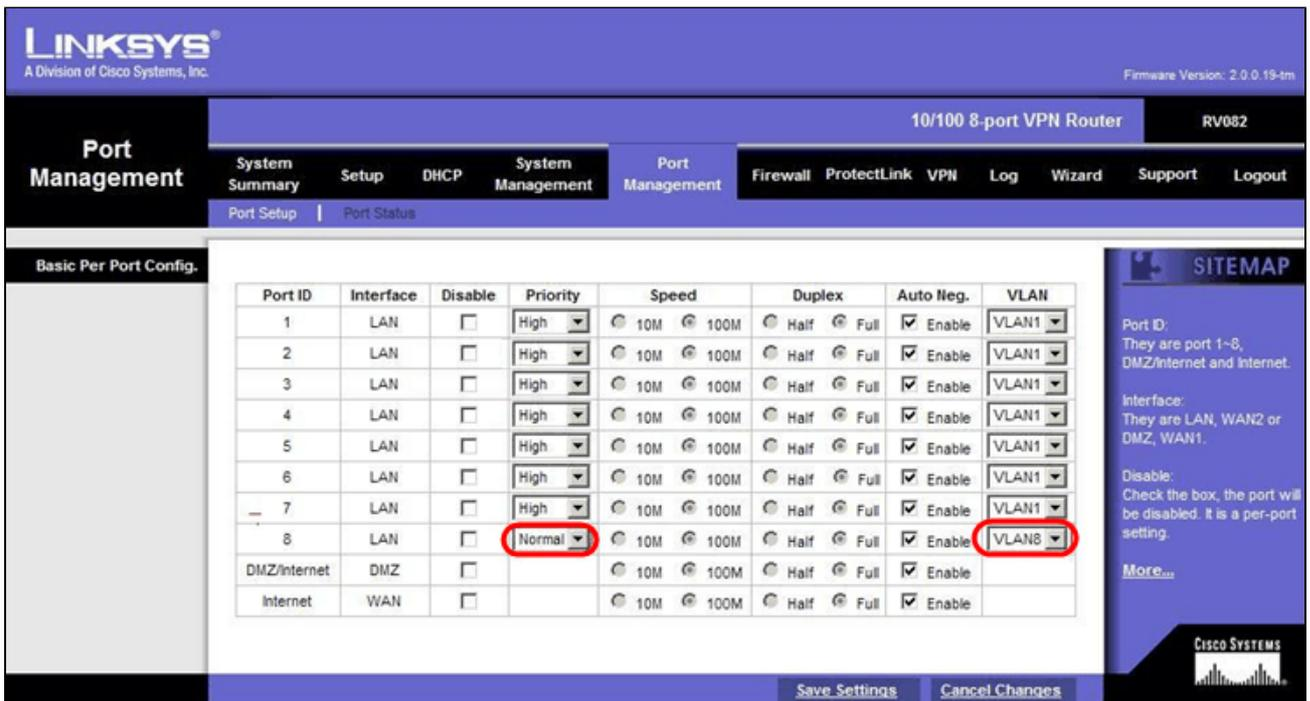 LINKSYS®
A Division of Cisco Systems, Inc.
Firmware Version: 2.0.0.19-tm
10/100 8-port VPN Router RV082
Port Management
System Summary Setup DHCP System Management Port Management Firewall ProtectLink VPN Log Wizard Support Logout
Port Setup | Port Status
Basic Per Port Config.
Port ID Interface Disable Priority Speed Duplex Auto Neg. VLAN
1 LAN High 10M 100M Half Full Enable VLAN1
2 LAN High 10M 100M Half Full Enable VLAN1
3 LAN High 10M 100M Half Full Enable VLAN1
4 LAN High 10M 100M Half Full Enable VLAN1
5 LAN High 10M 100M Half Full Enable VLAN1
6 LAN High 10M 100M Half Full Enable VLAN1
7 LAN High 10M 100M Half Full Enable VLAN1
8 LAN Normal 10M 100M Half Full Enable VLAN8
DMZ/Internet DMZ 10M 100M Half Full Enable
Internet WAN 10M 100M Half Full Enable
SITEMAP
Port ID:
They are port 1~8,
DMZ/Internet and Internet.
Interface:
They are LAN, WAN2 or
DMZ, WAN1.
Disable:
Check the box, the port will
be disabled. It is a per-port
setting.
More...
Save Settings Cancel Changes
CISCO SYSTEMS